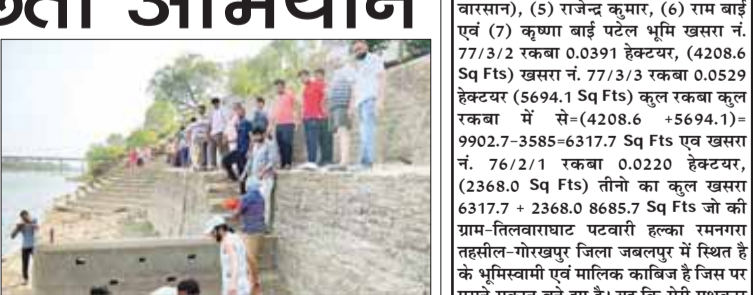 वारसान), (5) राजेन्द्र कुमार, (6) राम बाई
एवं (7) कृष्णा बाई पटेल भूमि खसरा नं.
77/3/2 रकबा 0.0391 हेक्टयर, (4208.6
Sq Fts) खसरा नं. 77/3/3 रकबा 0.0529
हेक्टयर (5694.1 Sq Fts) कुल रकबा कुल
रकबा में से=(4208.6 +5694.1)=
9902.7-3585=6317.7 Sq Fts एव खसरा
नं. 76/2/1 रकबा 0.0220 हेक्टयर,
(2368.0 Sq Fts) तीनो का कुल खसरा
6317.7 + 2368.0 8685.7 Sq Fts जो की
ग्राम-तिलवाराघाट पटवारी हल्का रमनगरा
तहसील-गोरखपुर जिला जबलपुर में स्थित है
के भूमिस्वामी एवं मालिक काबिज है जिस पर